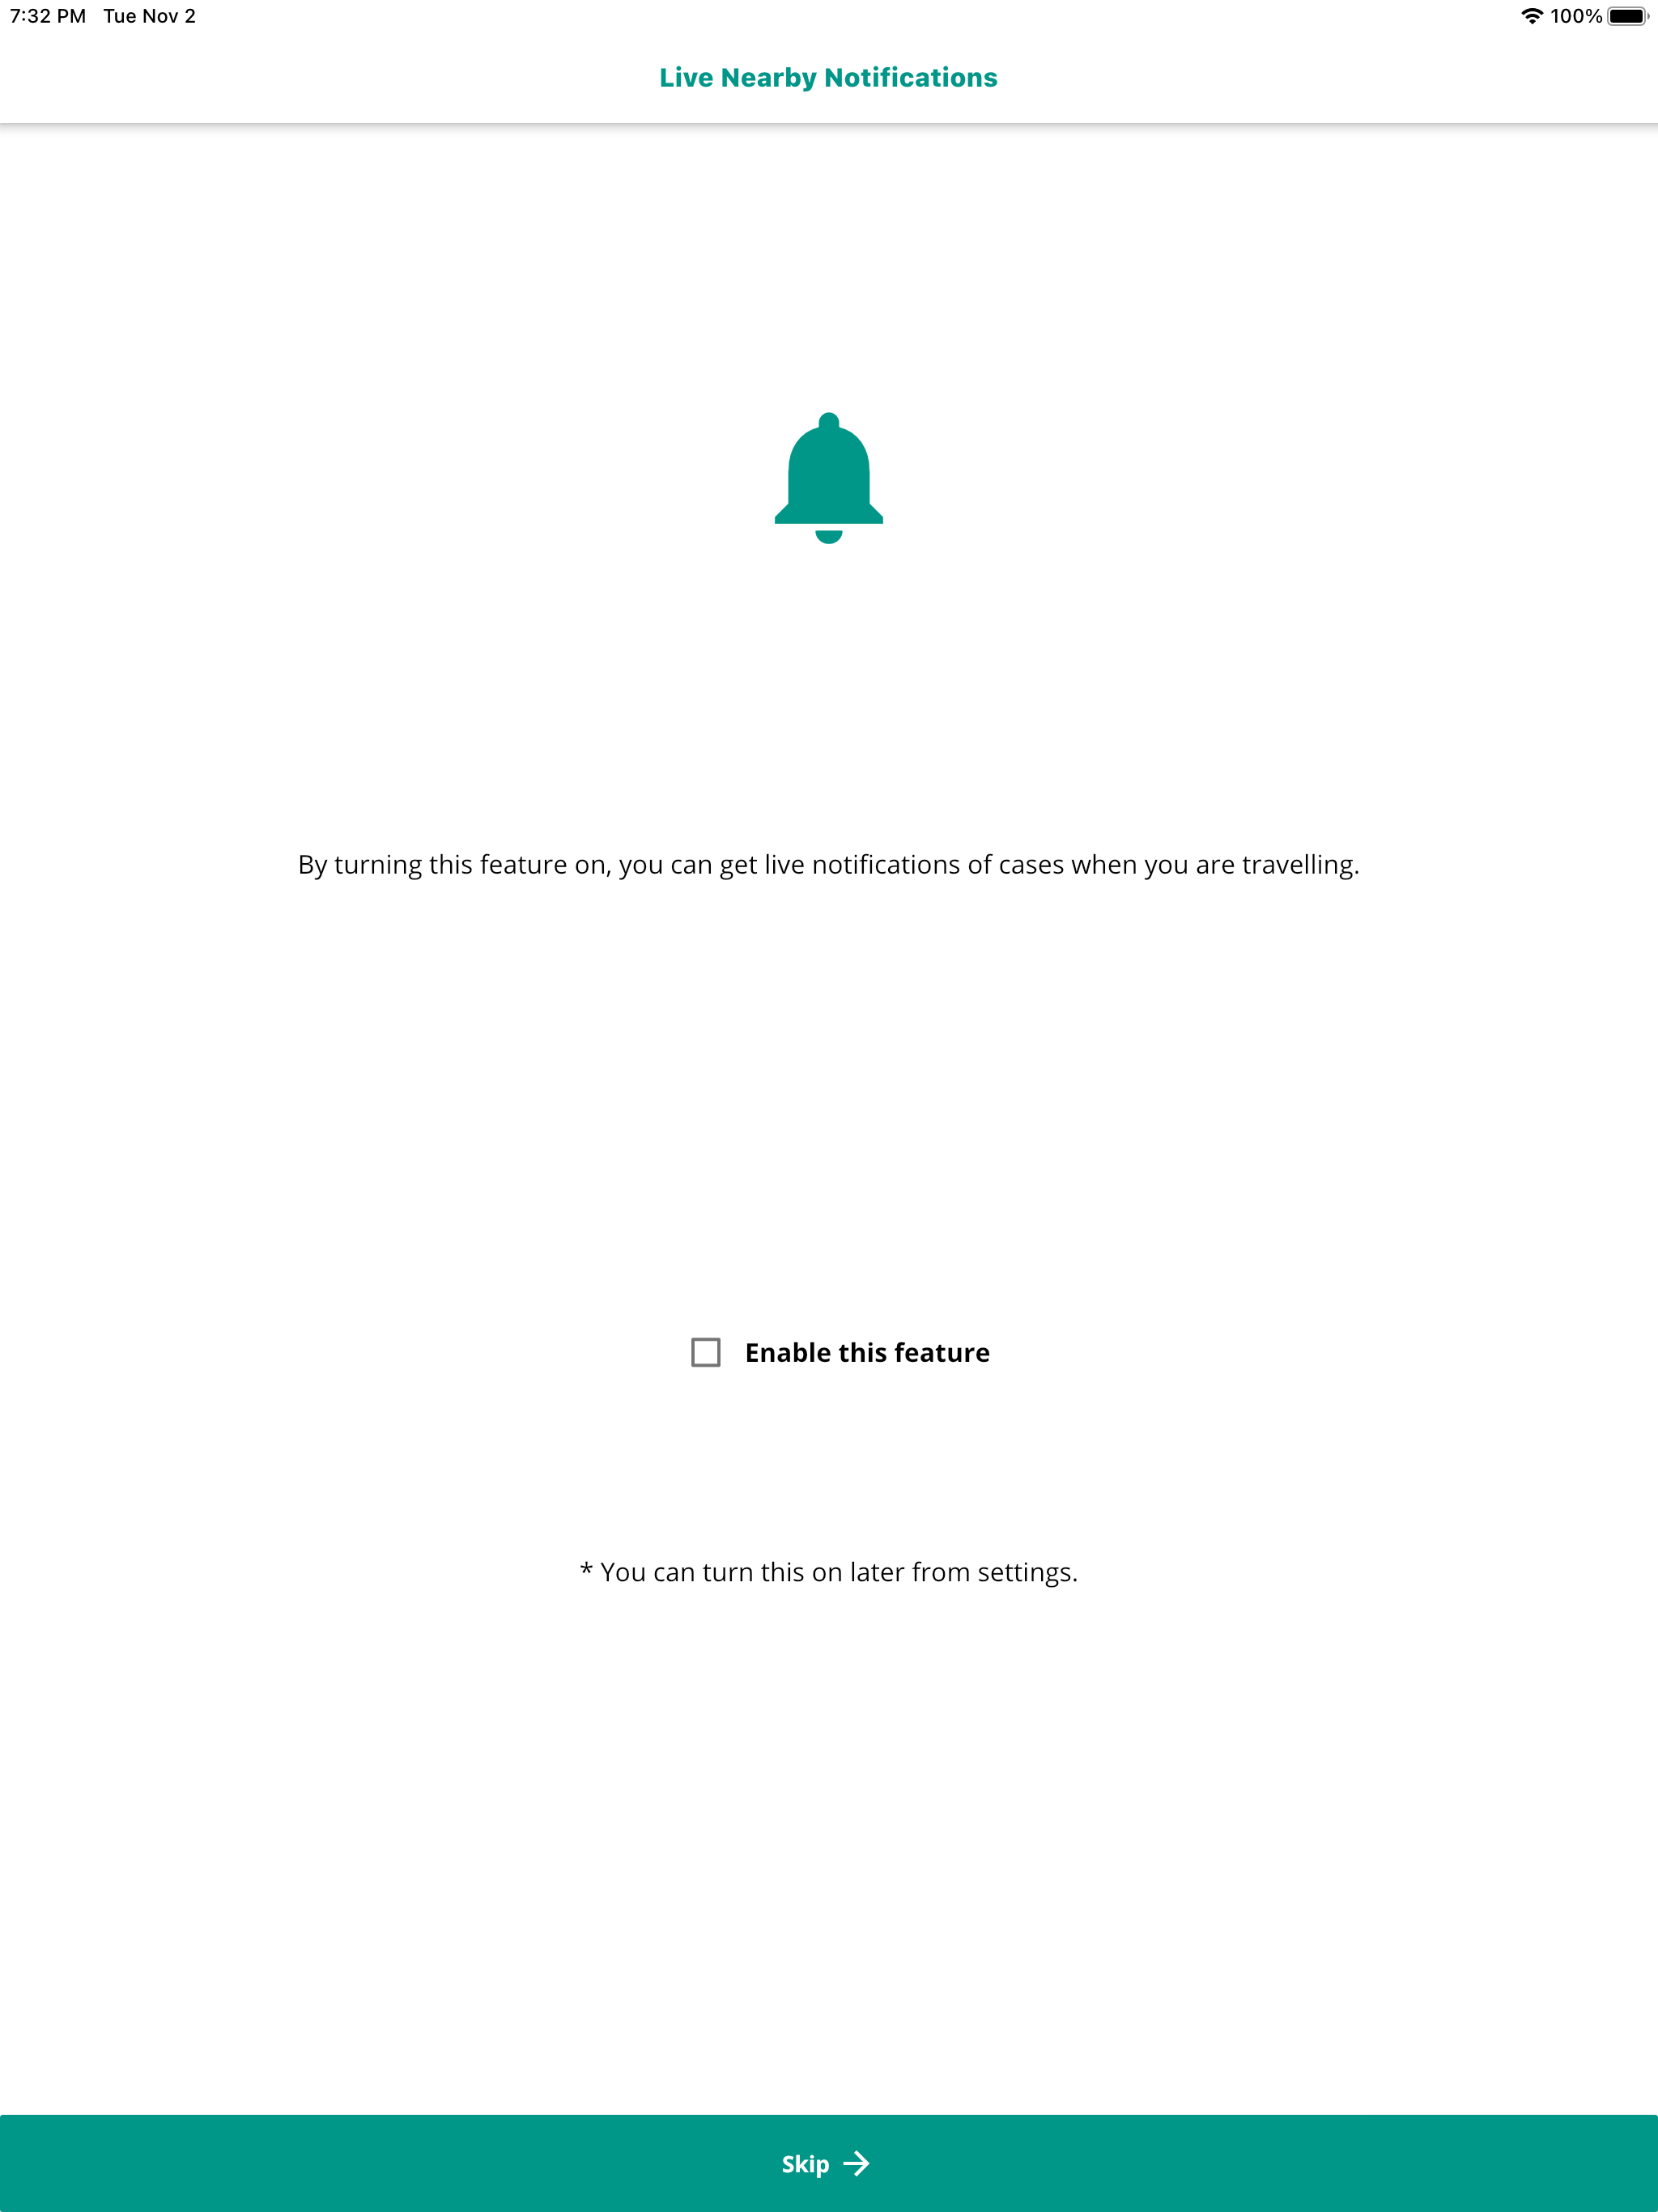 7:32 PM Tue Nov 2
100%
Live Nearby Notifications
By turning this feature on, you can get live notifications of cases when you are travelling.
Enable this feature
* You can turn this on later from settings.
Skip